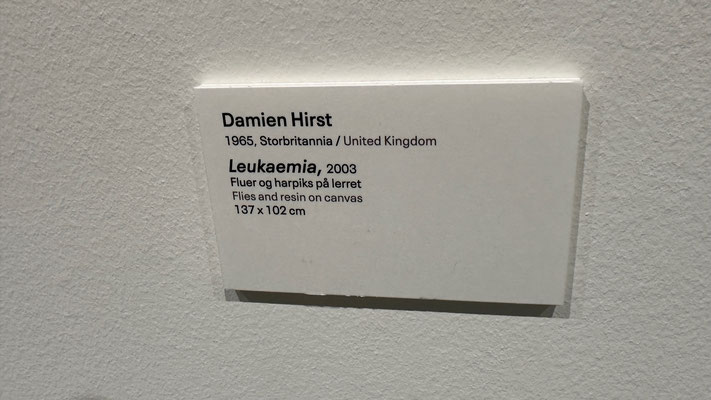 Damien Hirst
1965, Storbritannia / United Kingdom
Leukaemia, 2003
Fluer og harpiks på lerret
Flies and resin on canvas
137 x 102 cm